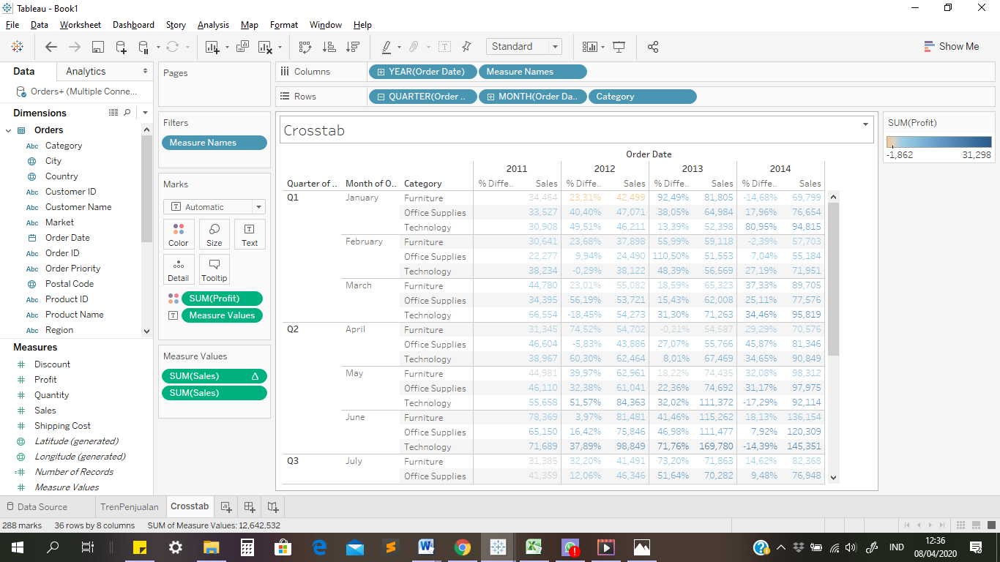 Tableau - Book1
File Data Worksheet Dashboard Story Analysis Map Format Window Help
Standard
Show Me
Data Analytics
Orders+ (Multiple Conne...
Dimensions
Orders
Abc Category
City
Country
Abc Customer ID
Abc Customer Name
Abc Market
Order Date
Abc Order ID
Abc Order Priority
Postal Code
Abc Product ID
Abc Product Name
Abc Region
Measures
Discount
Profit
Quantity
Sales
Shipping Cost
Latitude (generated)
Longitude (generated)
Number of Records
Measure Values
Pages
Filters
Measure Names
Marks
T Automatic
Color Size Text
Detail Tooltip
SUM(Profit)
Measure Values
Measure Values
SUM(Sales) Δ
SUM(Sales)
Columns YEAR(Order Date) Measure Names
Rows QUARTER(Order .. MONTH(Order Da.. Category
Crosstab
Order Date
2011 2012 2013 2014
Quarter of .. Month of O.. Category % Diffe.. Sales % Diffe.. Sales % Diffe.. Sales % Diffe.. Sales
Q1 January Furniture 34,464 23,31% 42,499 92,49% 81,805 -14,68% 69,799
Office Supplies 33,527 40,40% 47,071 38,05% 64,984 17,96% 76,654
Technology 30,908 49,51% 46,211 13,39% 52,398 80,95% 94,815
February Furniture 30,641 23,68% 37,898 55,99% 59,118 -2,39% 57,703
Office Supplies 22,277 9,94% 24,490 110,50% 51,553 7,04% 55,184
Technology 38,234 -0,29% 38,122 48,39% 56,569 27,19% 71,951
March Furniture 44,780 23,01% 55,082 18,59% 65,323 37,33% 89,705
Office Supplies 34,395 56,19% 53,721 15,43% 62,008 25,11% 77,576
Technology 66,554 -18,45% 54,273 31,30% 71,263 34,46% 95,819
Q2 April Furniture 31,345 74,52% 54,702 -0,21% 54,587 29,29% 70,576
Office Supplies 46,604 -5,83% 43,886 27,07% 55,766 45,87% 81,346
Technology 38,967 60,30% 62,464 8,01% 67,469 34,65% 90,849
May Furniture 44,981 39,97% 62,961 18,22% 74,435 32,08% 98,312
Office Supplies 46,110 32,38% 61,041 22,36% 74,692 31,17% 97,975
Technology 55,658 51,57% 84,363 32,02% 111,372 -17,29% 92,114
June Furniture 78,369 3,97% 81,481 41,46% 115,262 18,13% 136,154
Office Supplies 65,150 16,42% 75,846 46,98% 111,477 7,92% 120,309
Technology 71,689 37,89% 98,849 71,76% 169,780 -14,39% 145,351
Q3 July Furniture 31,385 32,20% 41,491 73,20% 71,863 14,62% 82,368
Office Supplies 41,359 12,06% 46,346 51,64% 70,282 9,48% 76,948
SUM(Profit)
-1,862 31,298
Data Source TrenPenjualan Crosstab
288 marks 36 rows by 8 columns SUM of Measure Values: 12,642,532
IND
12:36
08/04/2020